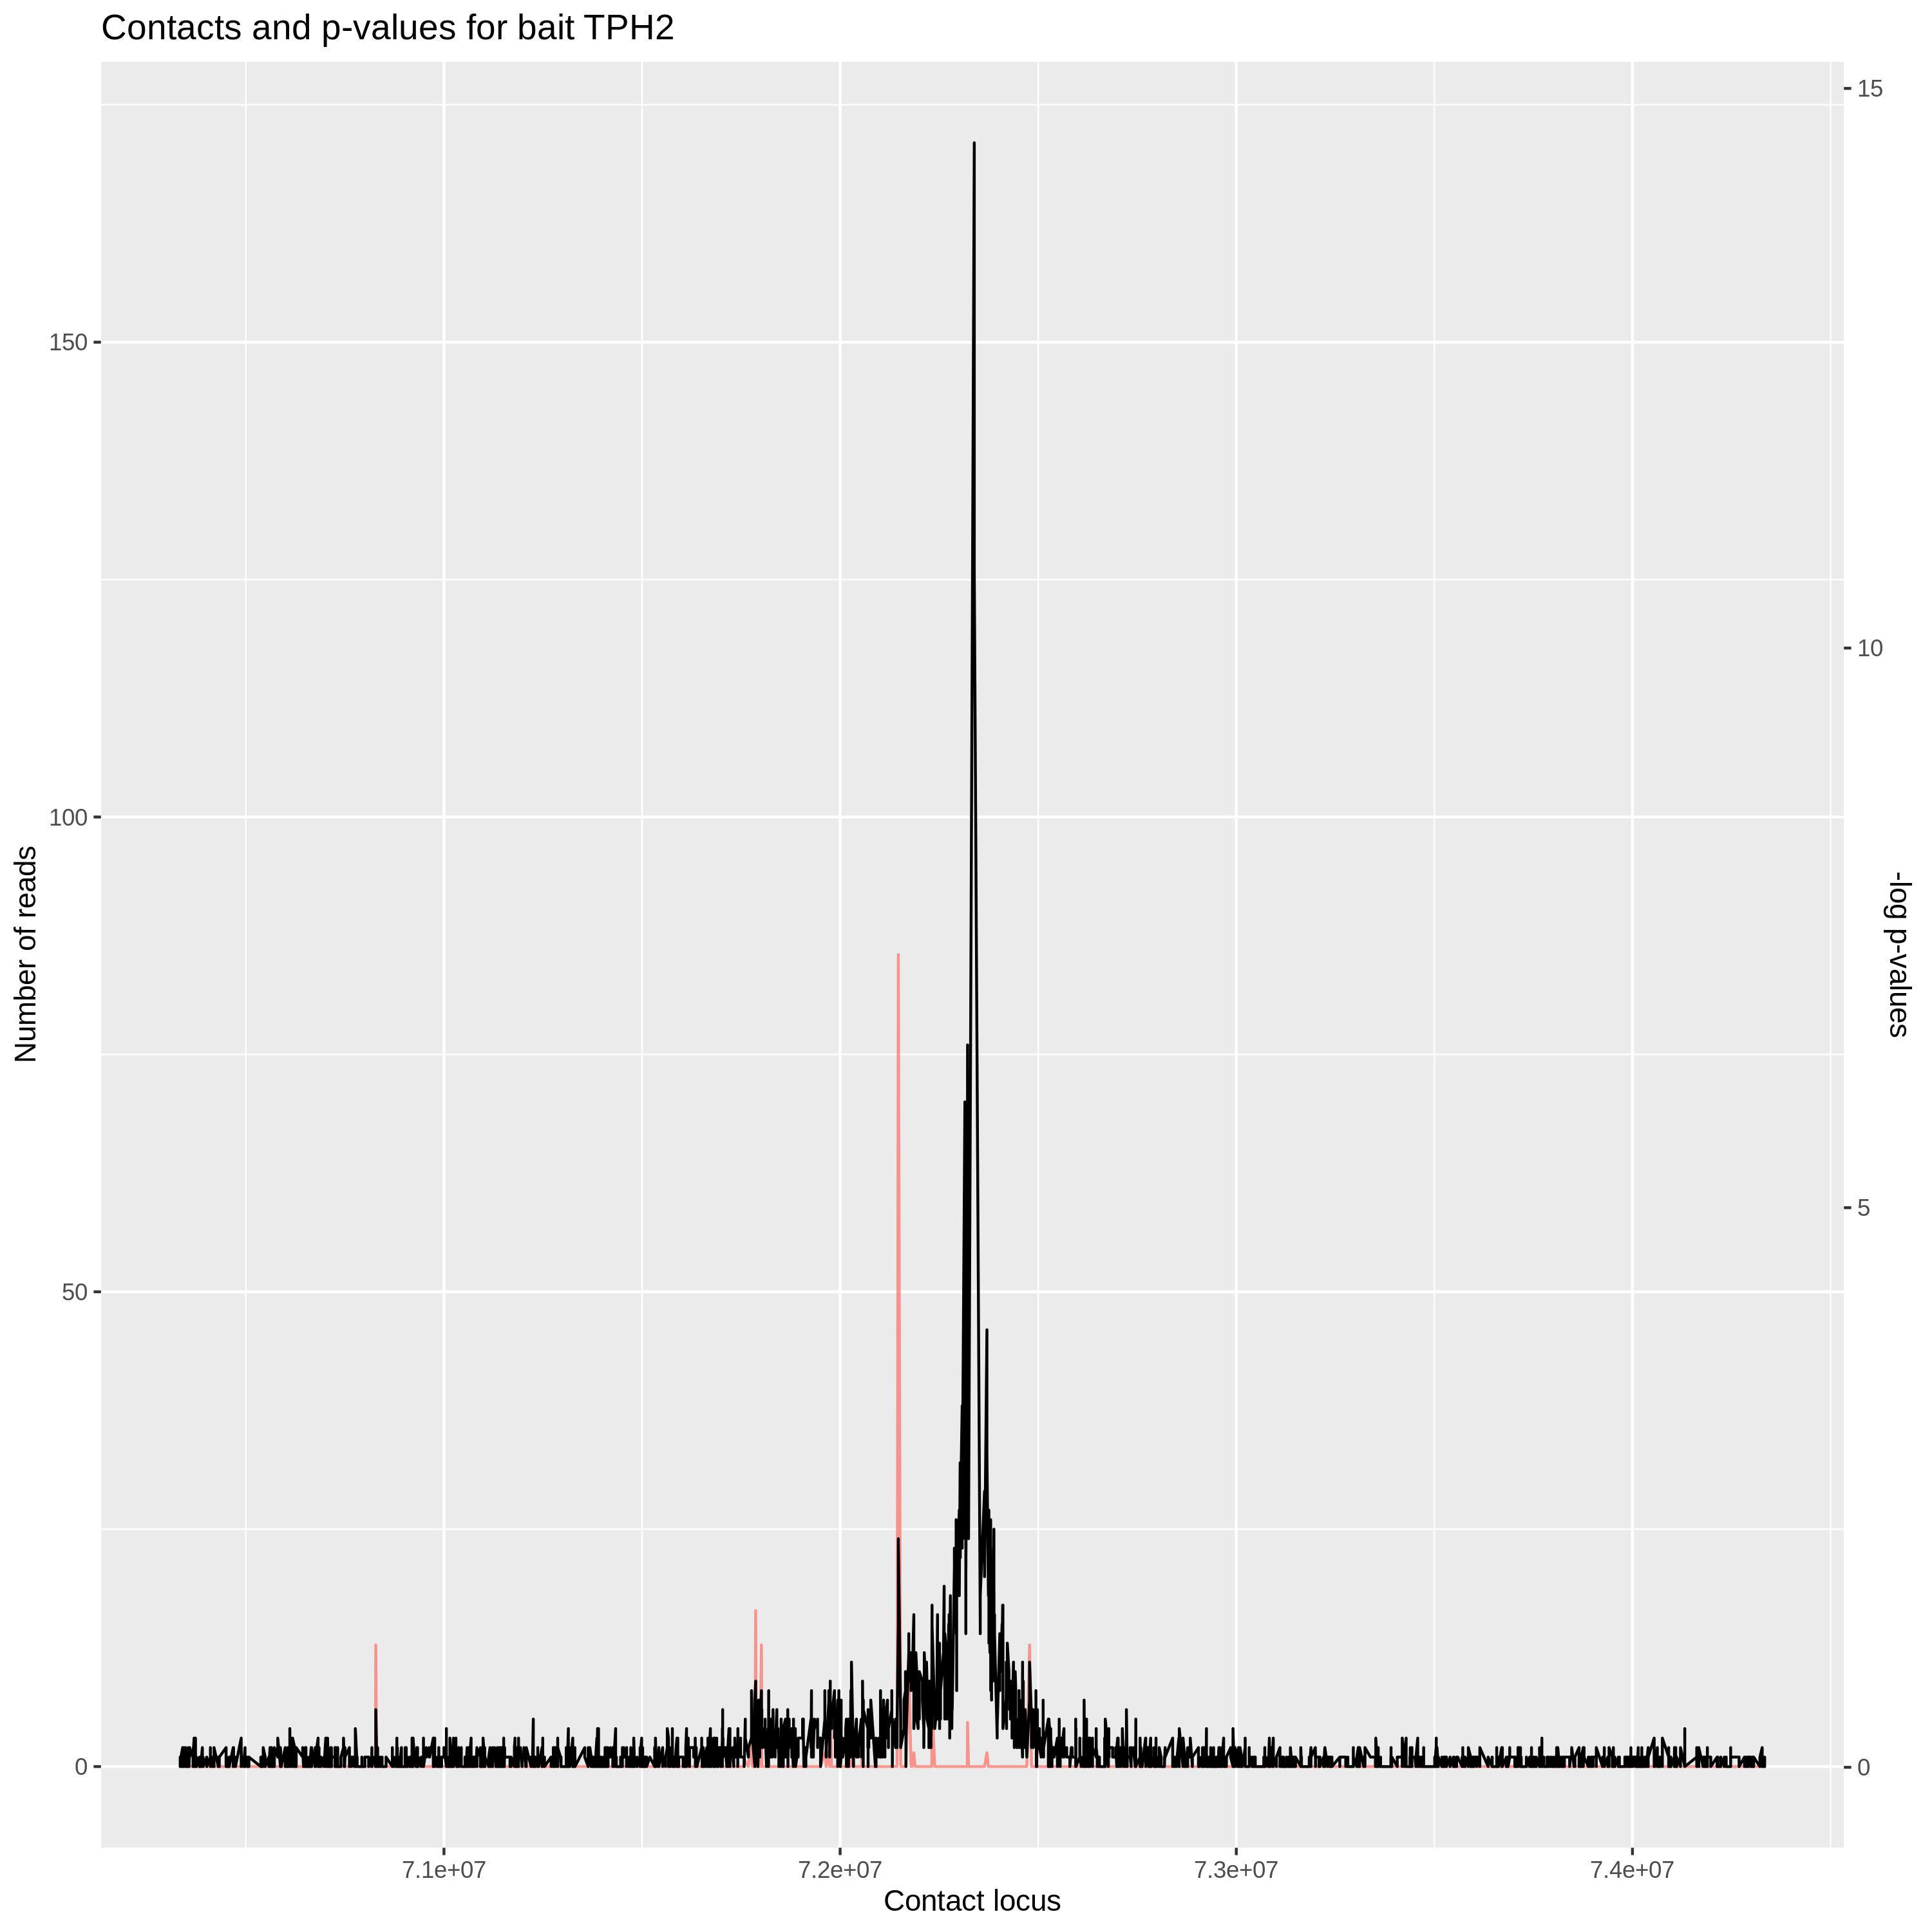 Contacts and p-values for bait TPH2
15
150
10
100
Number of reads
-log p-values
5
50
0
0
7.1e+07
7.2e+07
7.3e+07
7.4e+07
Contact locus